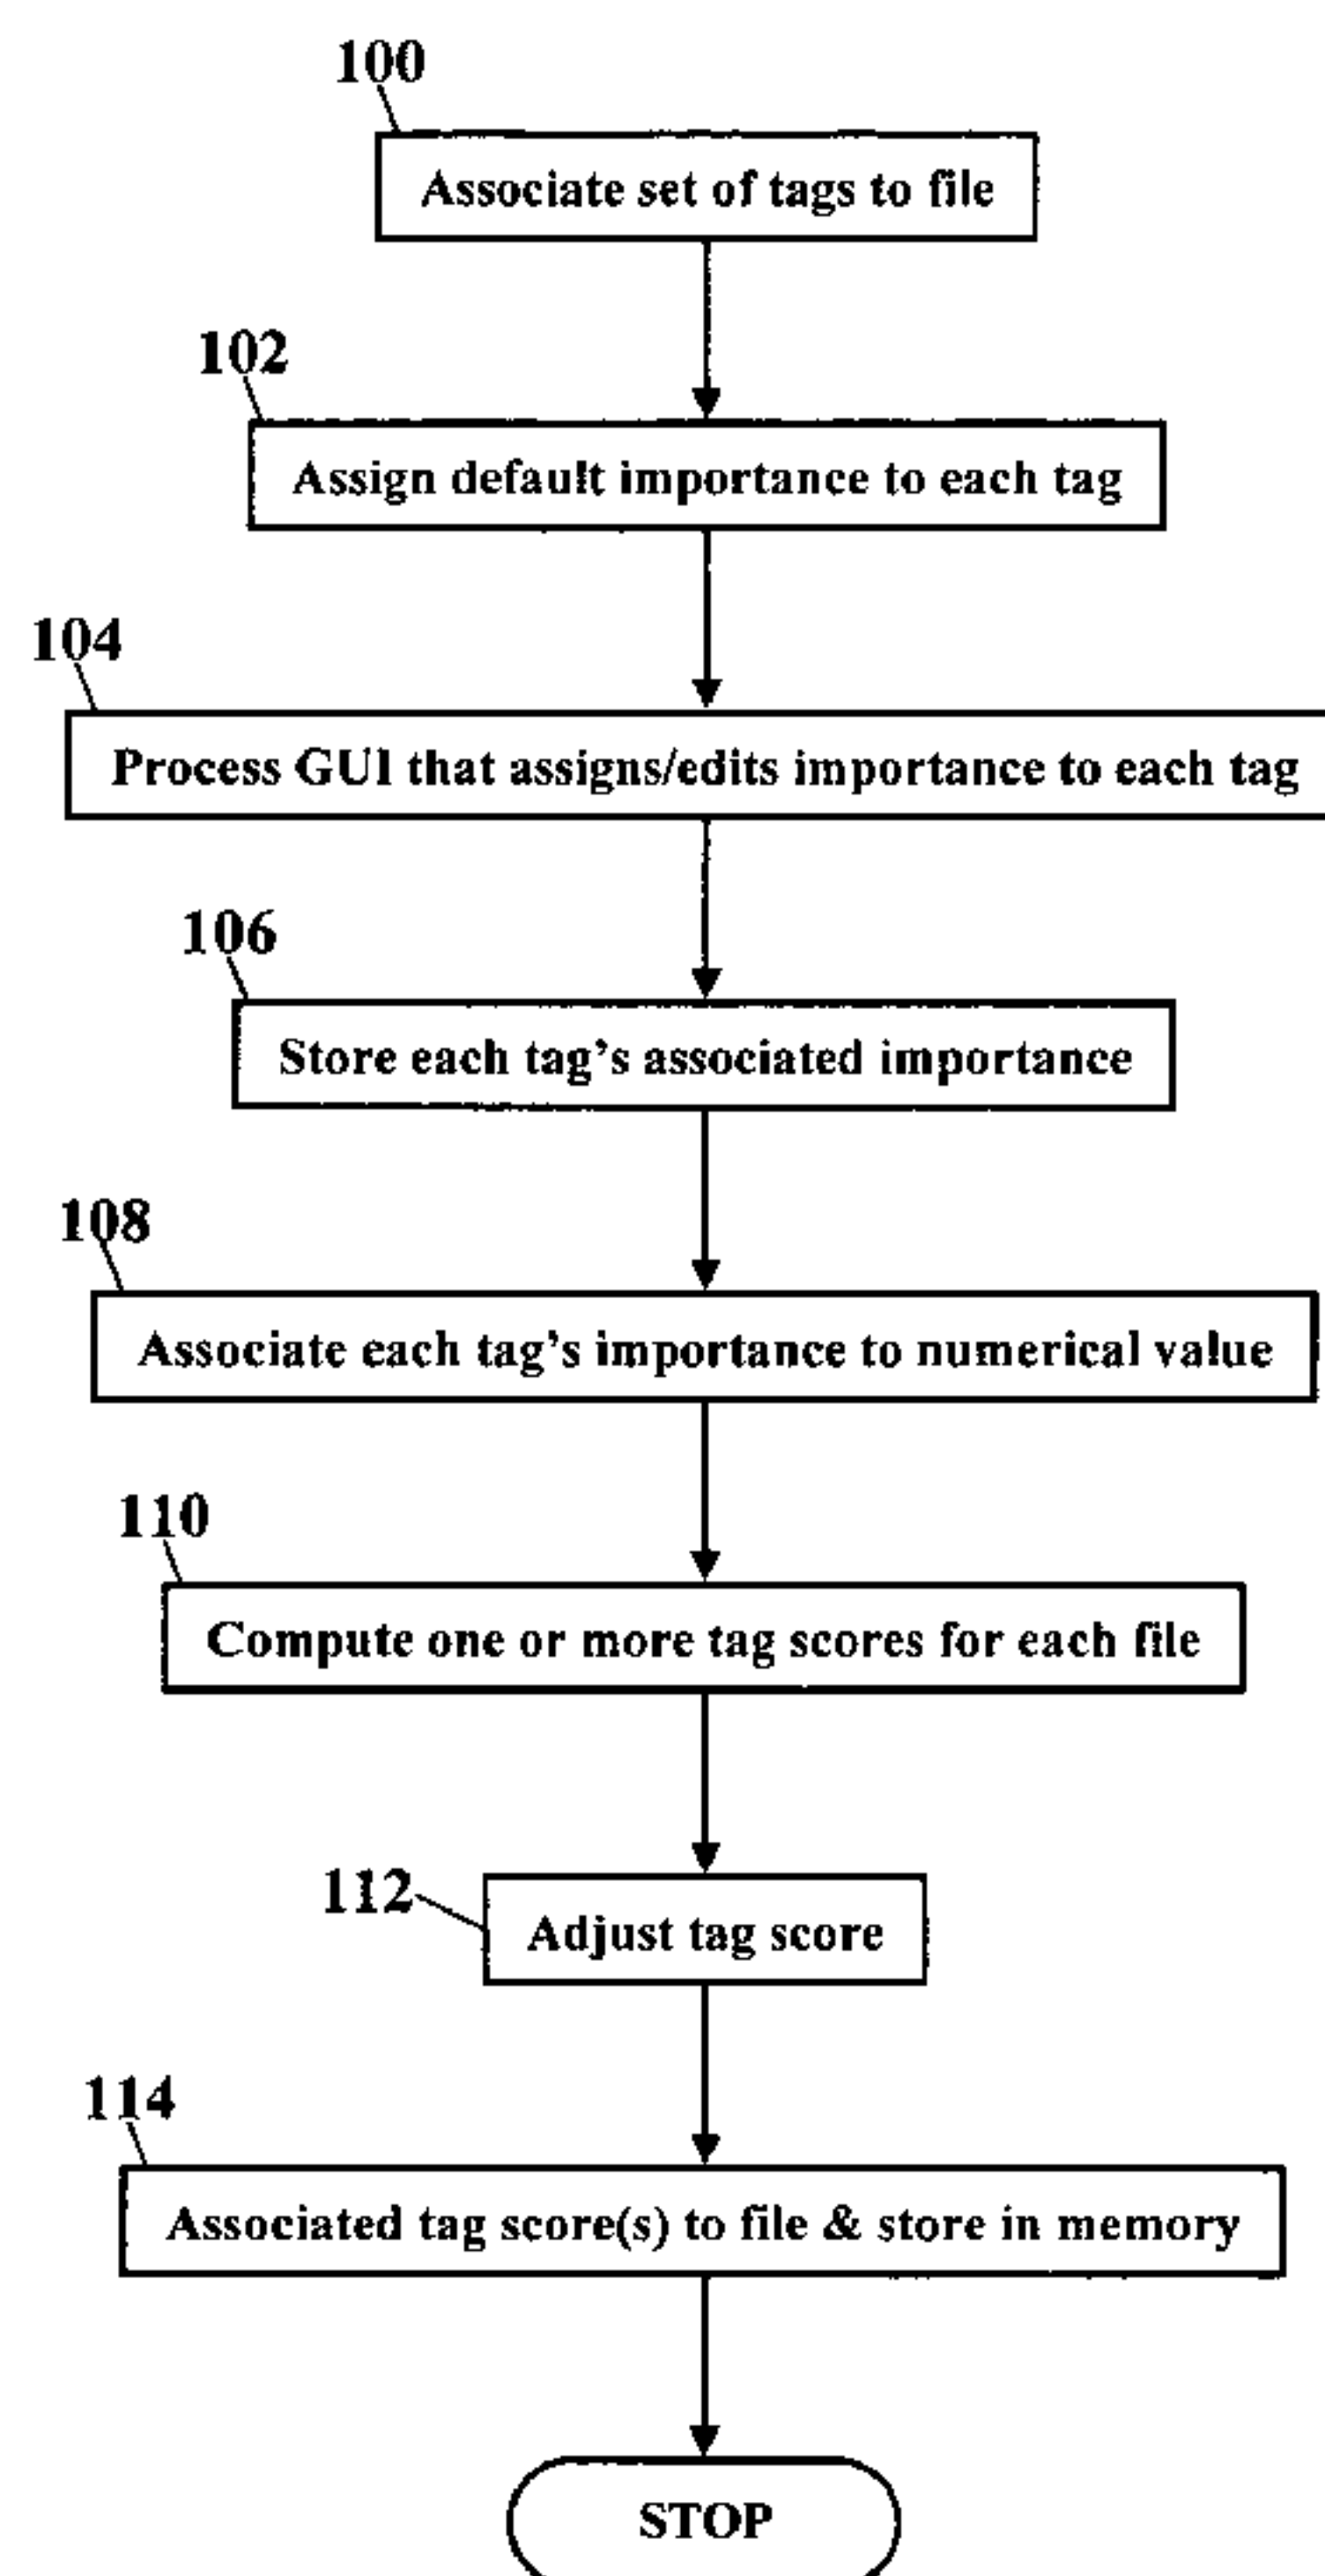 100
Associate set of tags to file
102
Assign default importance to each tag
104
Process GUI that assigns/edits importance to each tag
106
Store each tag's associated importance
108
Associate each tag's importance to numerical value
110
Compute one or more tag scores for each file
112
Adjust tag score
114
Associated tag score(s) to file & store in memory
STOP